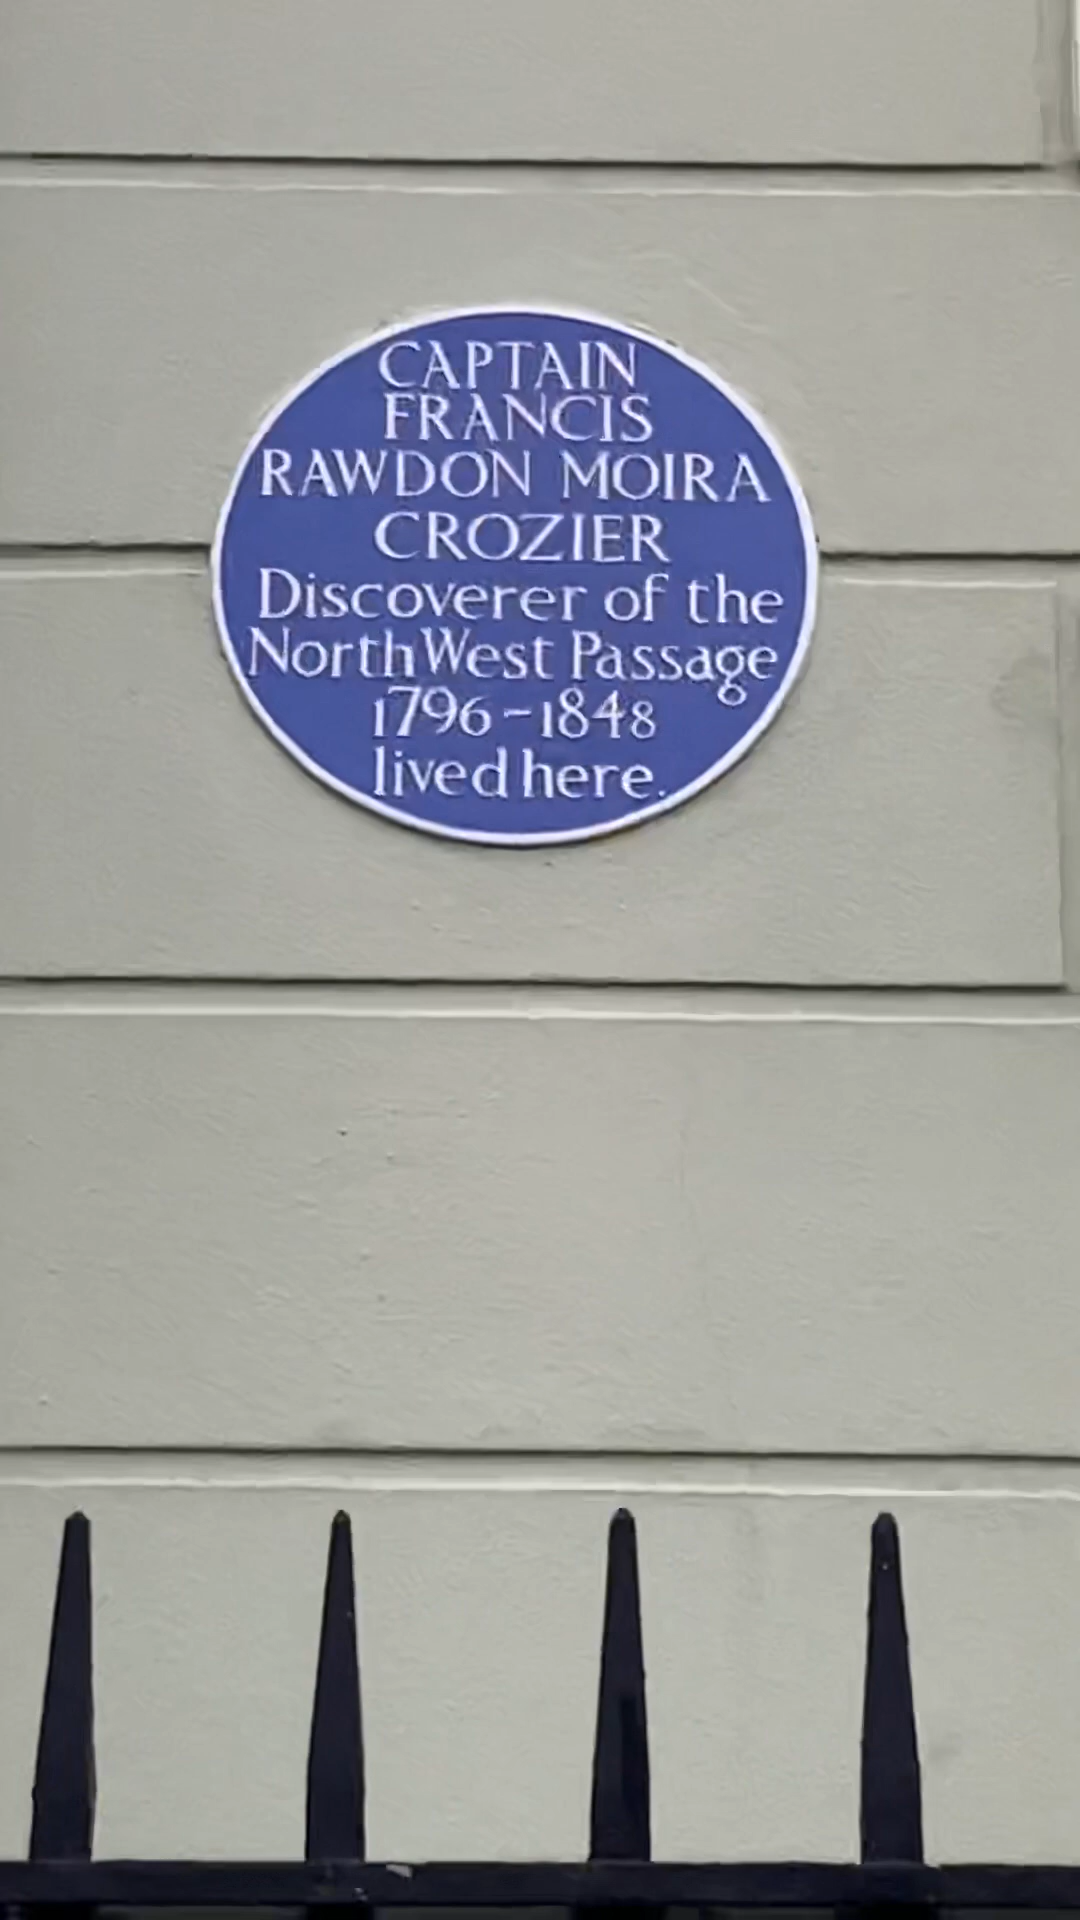 CAPTAIN
FRANCIS
RAWDON MOIRA
CROZIER
Discoverer of the
North West Passage
1796-1848
lived here.